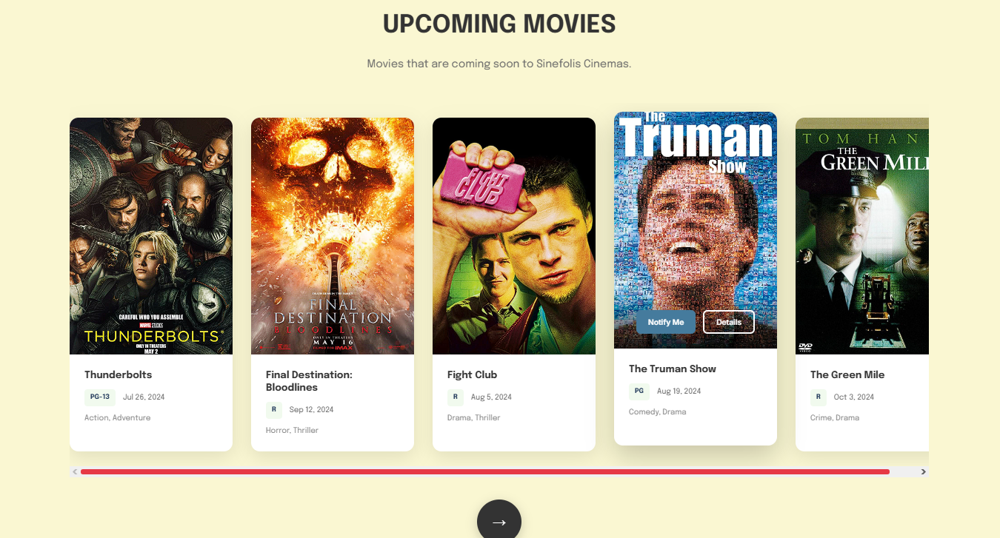 UPCOMING MOVIES
Movies that are coming soon to Sinefolis Cinemas.
CAREFUL WHO YOU ASSEMBLE
MARVEL STUDIOS
THUNDERBOLTS*
ONLY IN THEATERS
MAY 2
Thunderbolts
PG-13 Jul 26, 2024
Action, Adventure
FINAL
DESTINATION
BLOODLINES
ONLY IN THEATERS
MAY 16
FILMED FOR IMAX
Final Destination:
Bloodlines
R Sep 12, 2024
Horror, Thriller
FIGHT
CLUB
Fight Club
R Aug 5, 2024
Drama, Thriller
The
Truman
Show
Notify Me Details
The Truman Show
PG Aug 19, 2024
Comedy, Drama
TOM HAN
THE
GREEN MILE
DVD
VIDEO
The Green Mile
R Oct 3, 2024
Crime, Drama